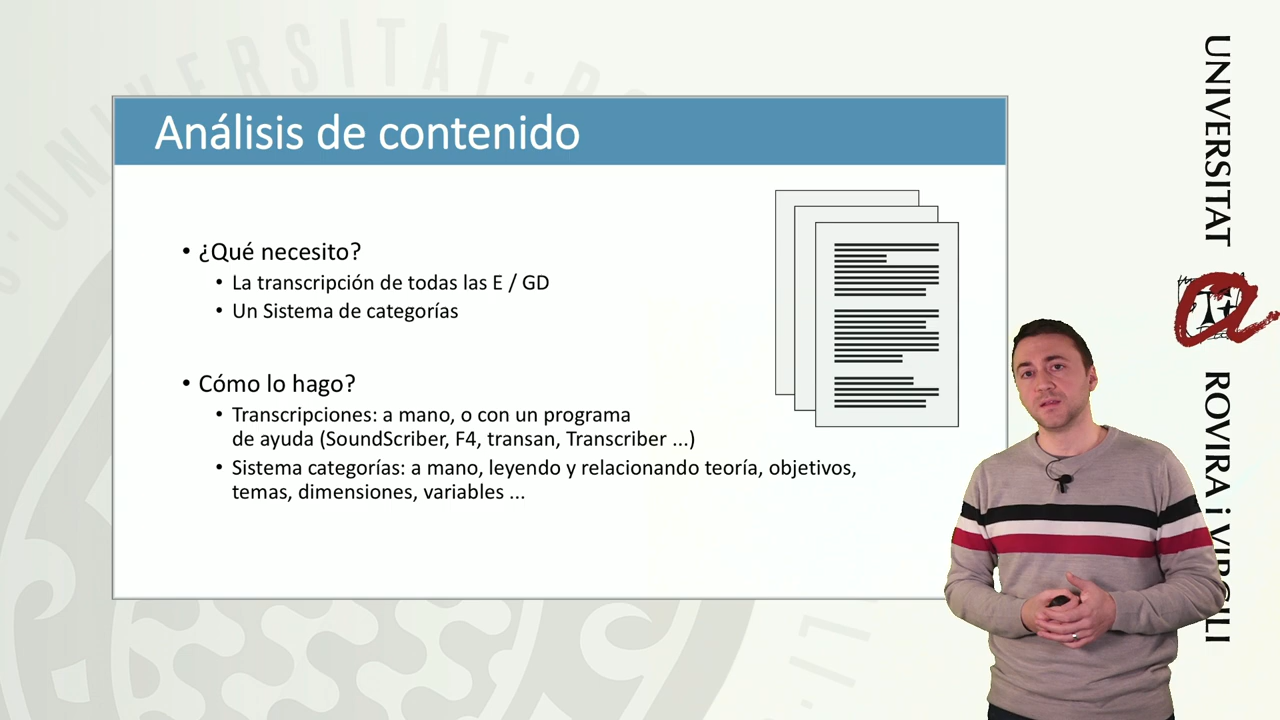 Análisis de contenido
• ¿Qué necesito?
• La transcripción de todas las E / GD
• Un Sistema de categorías
• Cómo lo hago?
• Transcripciones: a mano, o con un programa
de ayuda (SoundScriber, F4, transan, Transcriber ...)
• Sistema categorías: a mano, leyendo y relacionando teoría, objetivos,
temas, dimensiones, variables ...
UNIVERSITAT
ROVIRA i VIRGILI